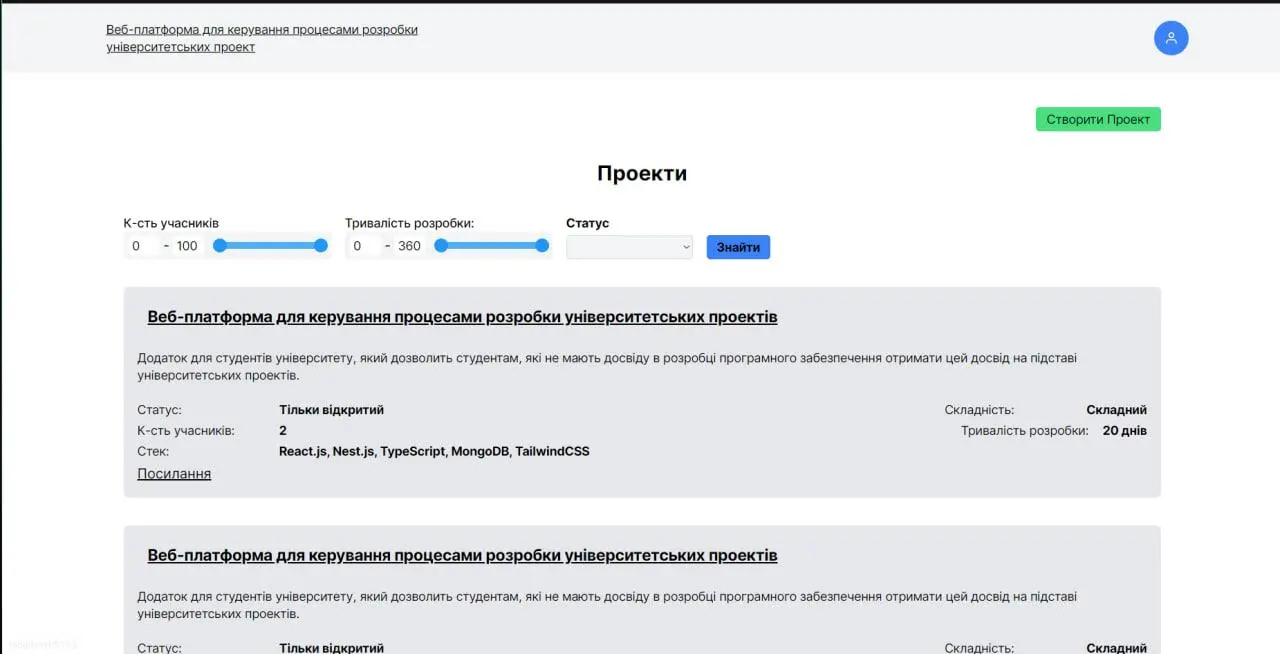 Веб-платформа для керування процесами розробки
університетських проект
Створити Проект
Проекти
К-сть учасників
Тривалість розробки:
Статус
0 - 100
0 - 360
Знайти
Веб-платформа для керування процесами розробки університетських проектів
Додаток для студентів університету, який дозволить студентам, які не мають досвіду в розробці програмного забезпечення отримати цей досвід на підставі
університетських проектів.
Статус: Тільки відкритий Складність: Складний
К-сть учасників: 2 Тривалість розробки: 20 днів
Стек: React.js, Nest.js, TypeScript, MongoDB, TailwindCSS
Посилання
Веб-платформа для керування процесами розробки університетських проектів
Додаток для студентів університету, який дозволить студентам, які не мають досвіду в розробці програмного забезпечення отримати цей досвід на підставі
університетських проектів.
Статус: Тільки відкритий Складність: Складний